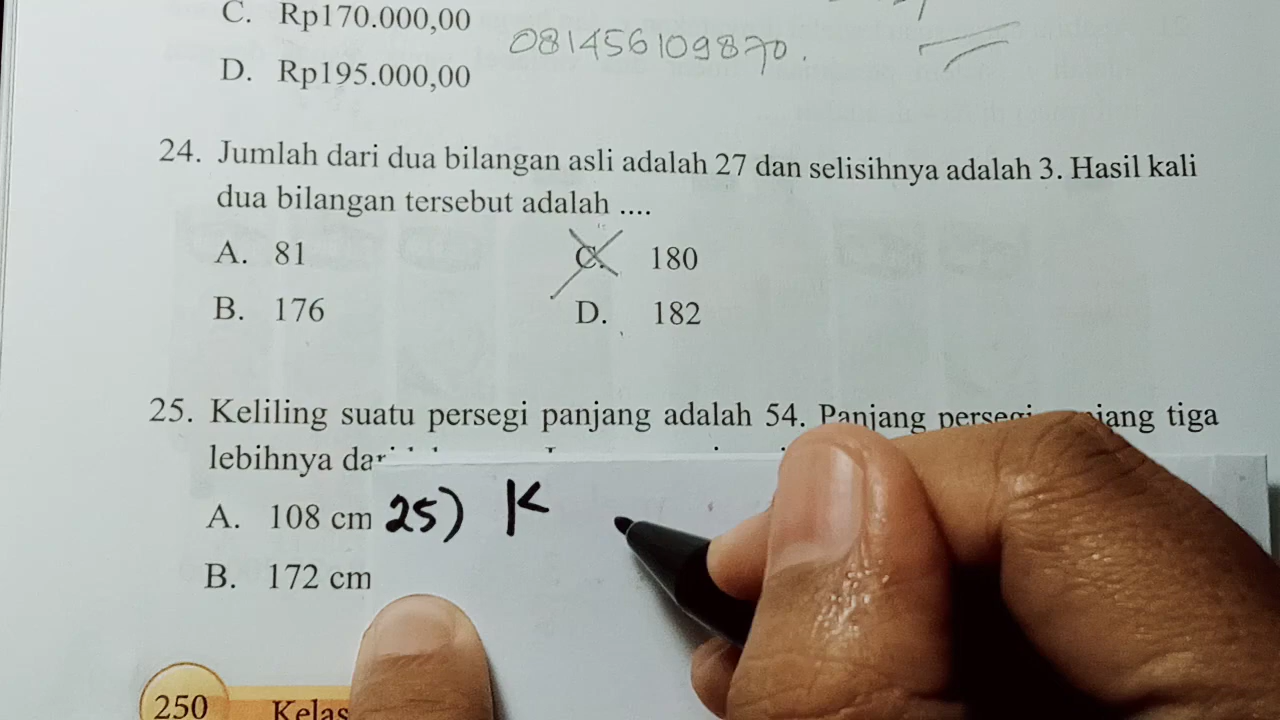 C. Rp170.000,00
081456109870.
D. Rp195.000,00
24. Jumlah dari dua bilangan asli adalah 27 dan selisihnya adalah 3. Hasil kali
dua bilangan tersebut adalah ....
A. 81
C. 180
B. 176
D. 182
25. Keliling suatu persegi panjang adalah 54. Panjang persegi tiga
lebihnya
A. 108 cm
25) K
B. 172 cm
250 Kelas